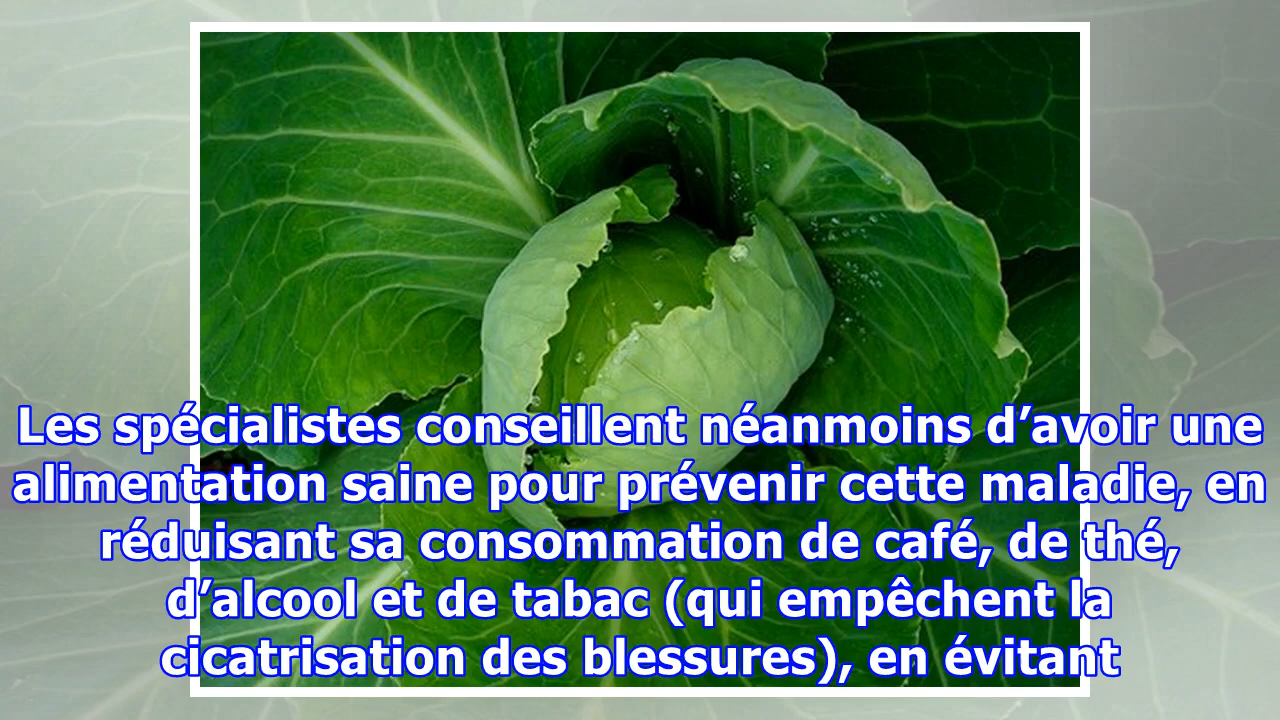 Les spécialistes conseillent néanmoins d’avoir une
alimentation saine pour prévenir cette maladie, en
réduisant sa consommation de café, de thé,
d’alcool et de tabac (qui empêchent la
cicatrisation des blessures), en évitant